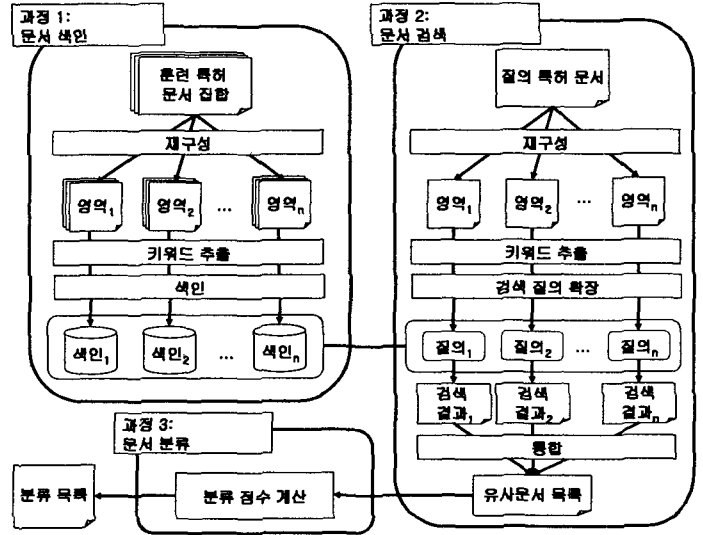 과정 1:
문서 색인
훈련 특허
문서 집합
재구성
영역1
영역2
...
영역n
키워드 추출
색인
색인1
색인2
...
색인n
과정 2:
문서 검색
질의 특허 문서
재구성
영역1
영역2
...
영역n
키워드 추출
검색 질의 확장
질의1
질의2
...
질의n
검색
결과1
검색
결과2
검색
결과n
통합
유사문서 목록
과정 3:
문서 분류
분류 점수 계산
분류 목록